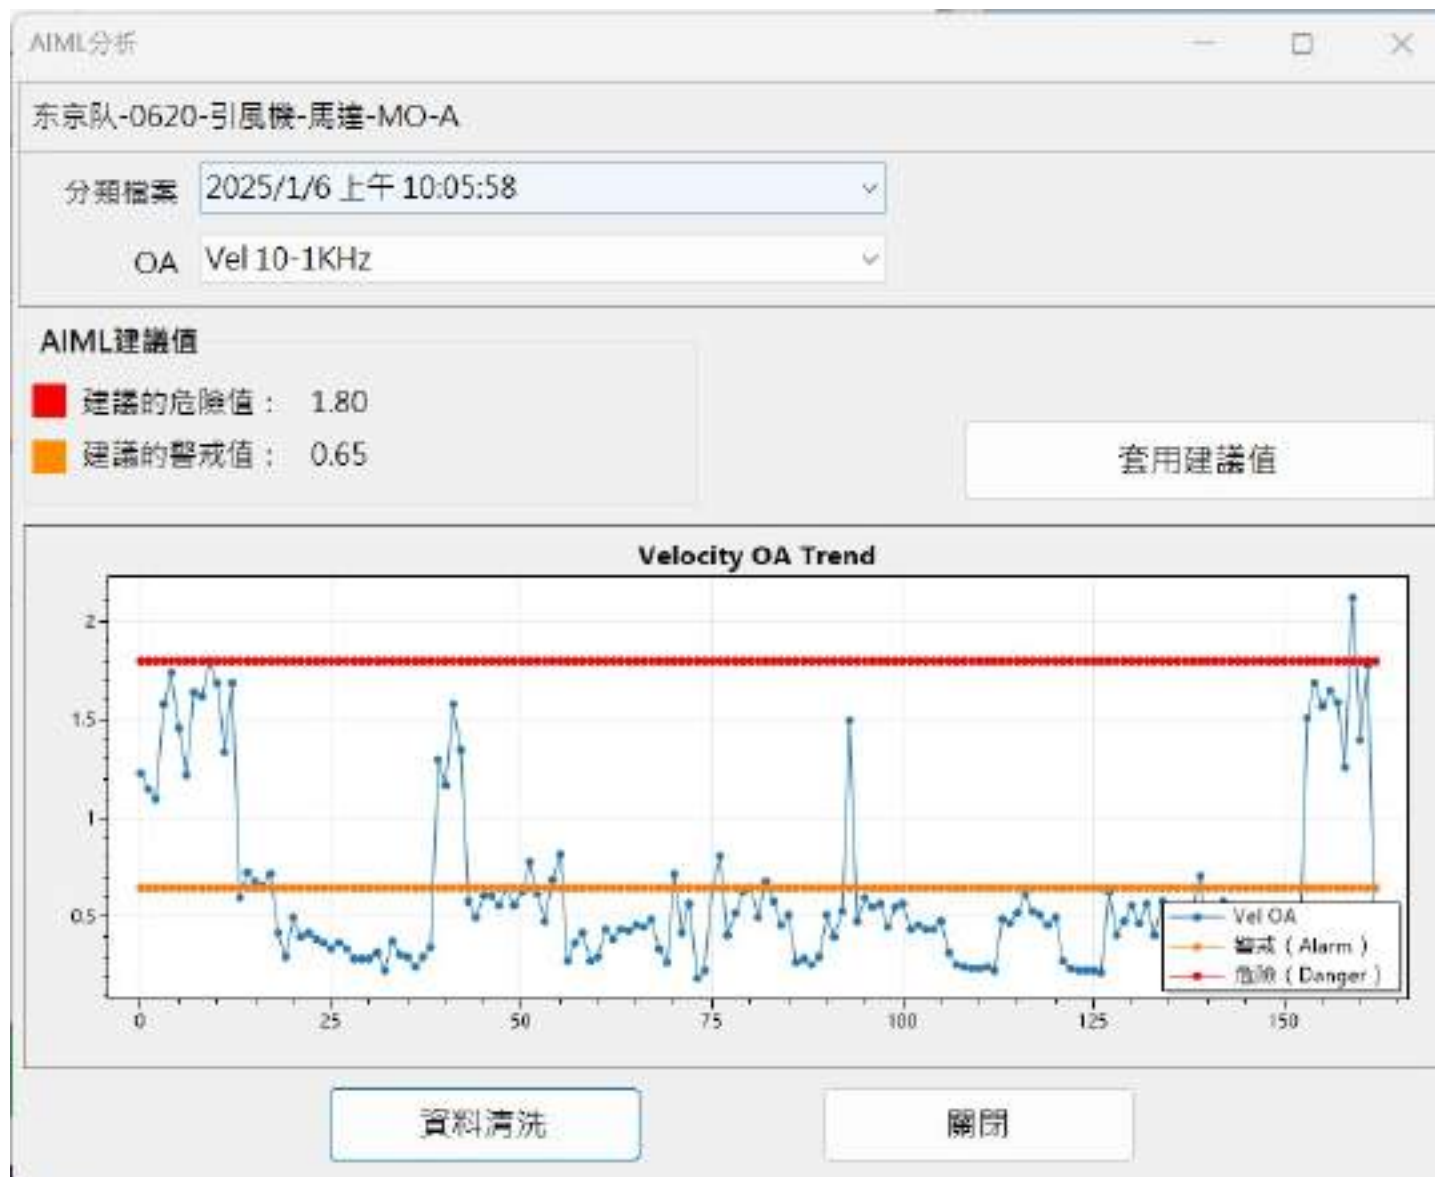 AIML分析
东京队-0620-引風機-馬達-MO-A
分類檔案 2025/1/6 上午 10:05:58
OA Vel 10-1KHz
AIML建議值
建議的危險值： 1.80
建議的警戒值： 0.65
套用建議值
Velocity OA Trend
2
1.5
1
0.5
Vel OA
警戒 ( Alarm )
危險 ( Danger )
0 25 50 75 100 125 150
資料清洗 關閉